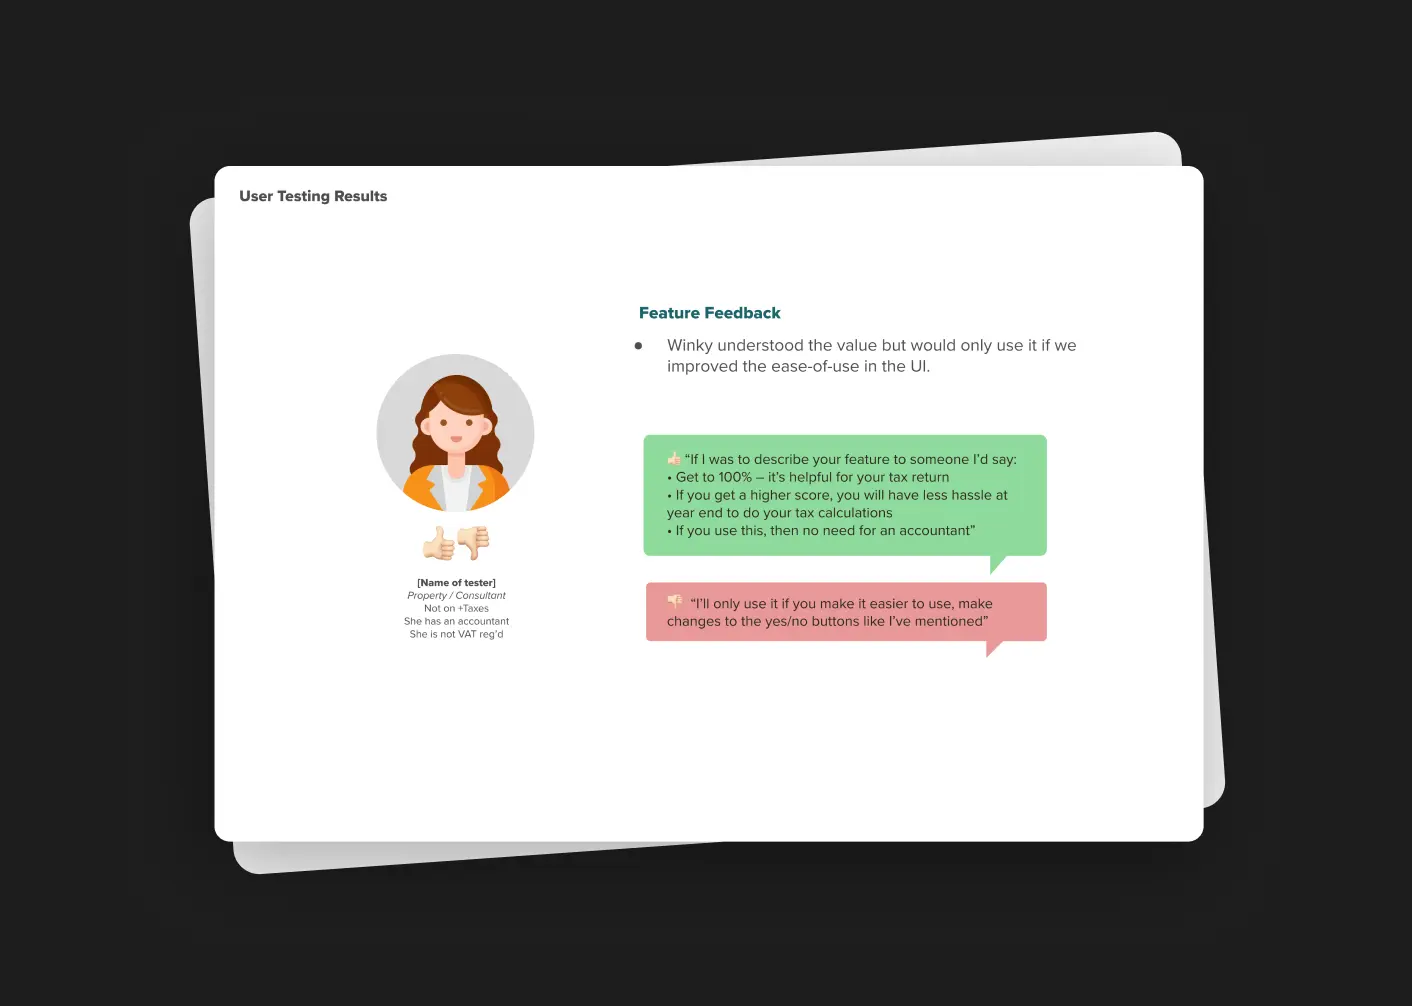 User Testing Results
Feature Feedback
● Winky understood the value but would only use it if we
improved the ease-of-use in the UI.
👍🏻 “If I was to describe your feature to someone I’d say:
• Get to 100% – it’s helpful for your tax return
• If you get a higher score, you will have less hassle at
year end to do your tax calculations
• If you use this, then no need for an accountant”
👎🏻 “I’ll only use it if you make it easier to use, make
changes to the yes/no buttons like I’ve mentioned”
[Name of tester]
Property / Consultant
Not on +Taxes
She has an accountant
She is not VAT reg’d